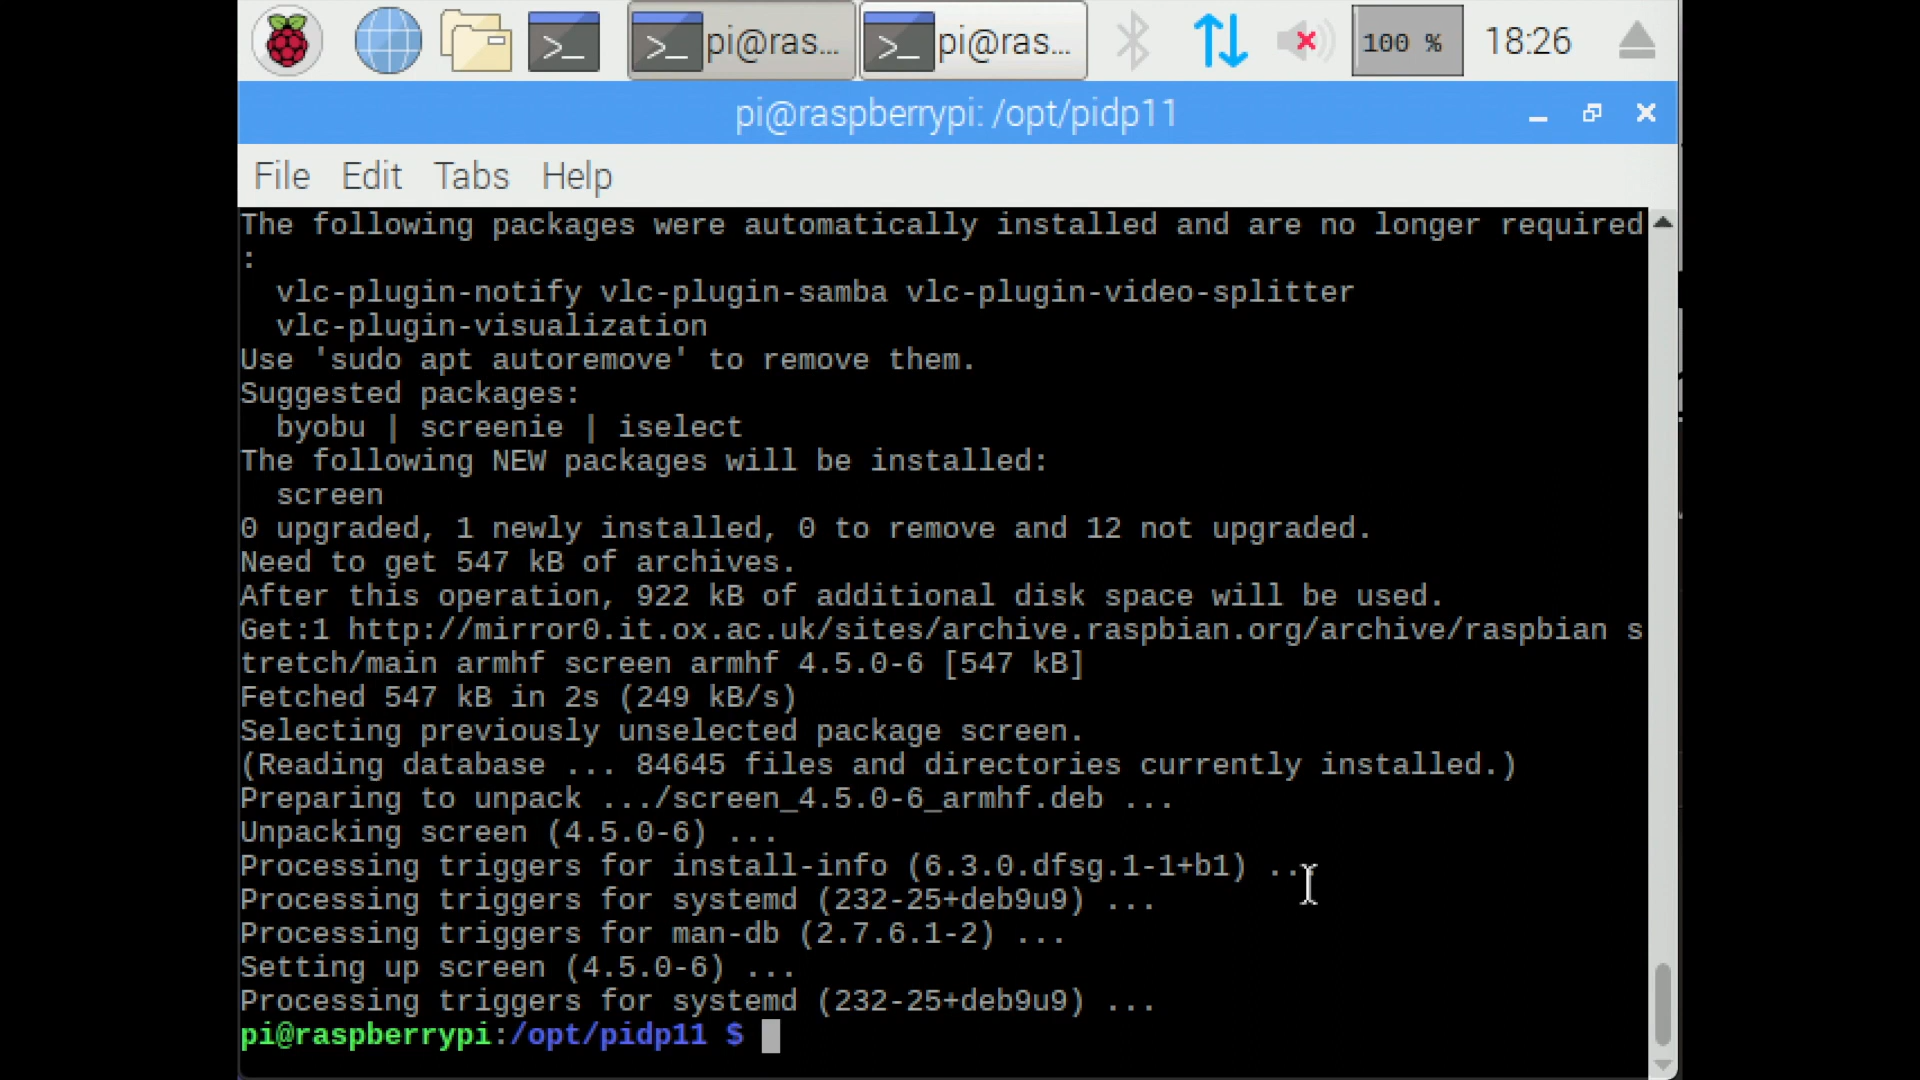 pi@ras... pi@ras... 100 % 18:26
pi@raspberrypi: /opt/pidp11
File Edit Tabs Help
The following packages were automatically installed and are no longer required
:
  vlc-plugin-notify vlc-plugin-samba vlc-plugin-video-splitter
  vlc-plugin-visualization
Use 'sudo apt autoremove' to remove them.
Suggested packages:
  byobu | screenie | iselect
The following NEW packages will be installed:
  screen
0 upgraded, 1 newly installed, 0 to remove and 12 not upgraded.
Need to get 547 kB of archives.
After this operation, 922 kB of additional disk space will be used.
Get:1 http://mirror0.it.ox.ac.uk/sites/archive.raspbian.org/archive/raspbian s
tretch/main armhf screen armhf 4.5.0-6 [547 kB]
Fetched 547 kB in 2s (249 kB/s)
Selecting previously unselected package screen.
(Reading database ... 84645 files and directories currently installed.)
Preparing to unpack .../screen_4.5.0-6_armhf.deb ...
Unpacking screen (4.5.0-6) ...
Processing triggers for install-info (6.3.0.dfsg.1-1+b1) ...
Processing triggers for systemd (232-25+deb9u9) ...
Processing triggers for man-db (2.7.6.1-2) ...
Setting up screen (4.5.0-6) ...
Processing triggers for systemd (232-25+deb9u9) ...
pi@raspberrypi:/opt/pidp11 $